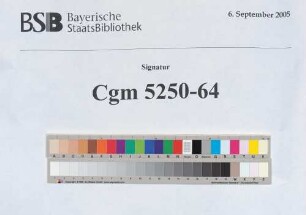 BSB Bayerische
StaatsBibliothek
6. September 2005
Signatur
Cgm 5250-64